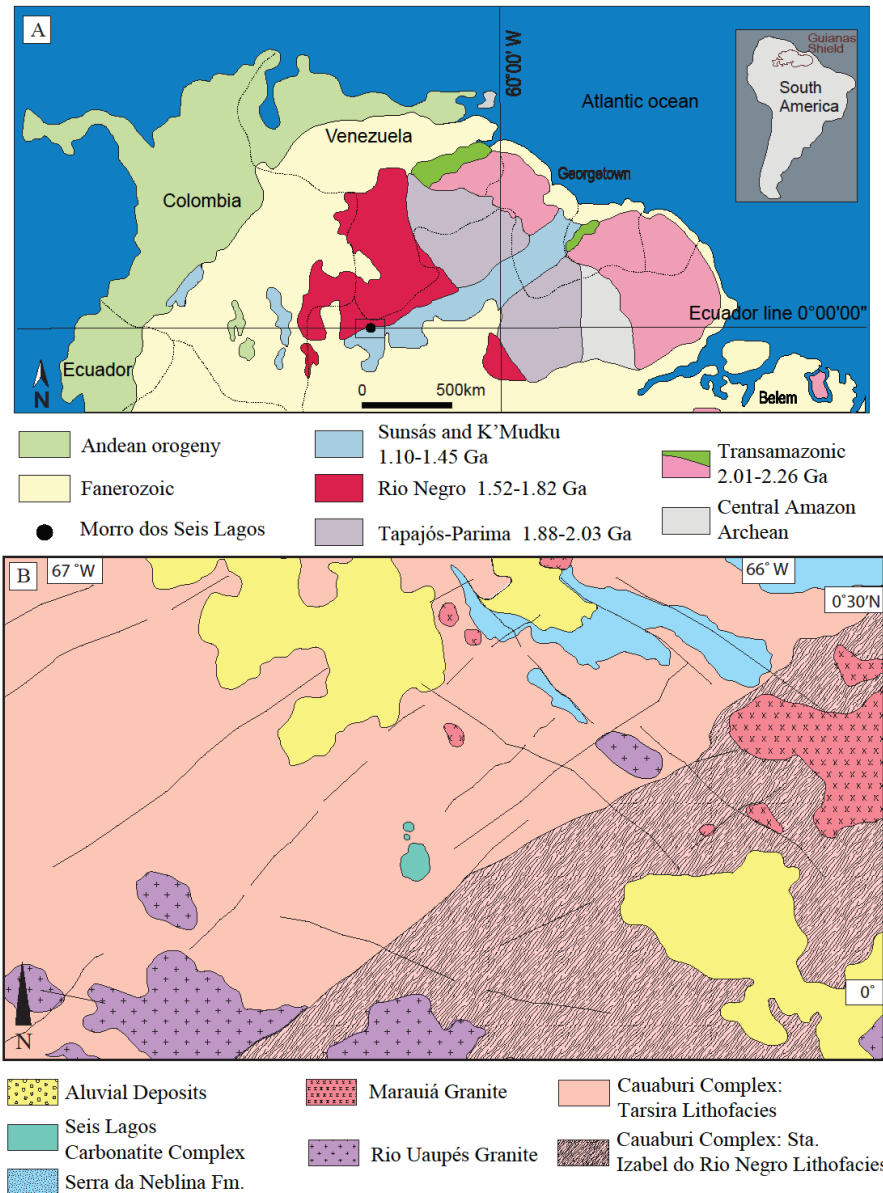 A
Guianas
Shield
South
America
60°00' W
Atlantic ocean
Venezuela
Georgetown
Colombia
Ecuador line 0°00'00"
Ecuador
N
0 500km
Belem
Andean orogeny
Fanerozoic
Morro dos Seis Lagos
Sunsás and K'Mudku
1.10-1.45 Ga
Rio Negro 1.52-1.82 Ga
Tapajós-Parima 1.88-2.03 Ga
Transamazonic
2.01-2.26 Ga
Central Amazon
Archean
B
67 °W
66° W
0°30'N
0°
N
Aluvial Deposits
Seis Lagos
Carbonatite Complex
Serra da Neblina Fm.
Marauiá Granite
Rio Uaupés Granite
Cauaburi Complex:
Tarsira Lithofacies
Cauaburi Complex: Sta.
Izabel do Rio Negro Lithofacies